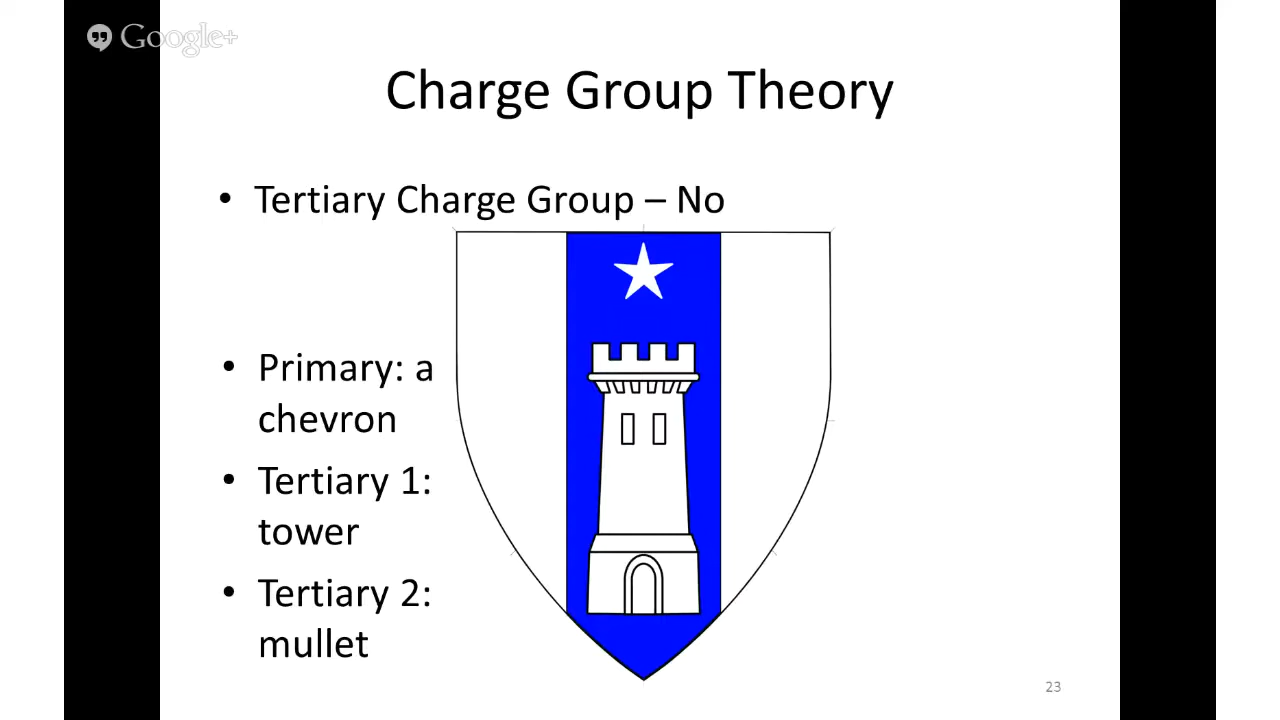 Google+
Charge Group Theory
• Tertiary Charge Group – No
• Primary: a
chevron
• Tertiary 1:
tower
• Tertiary 2:
mullet
23